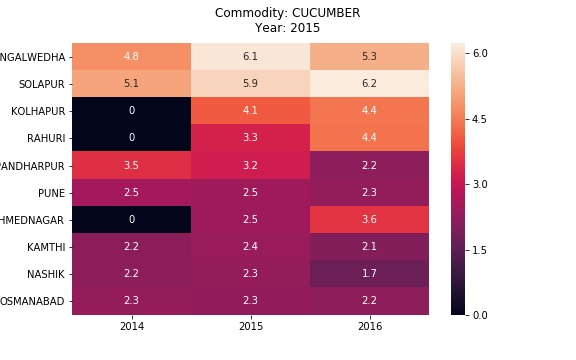 Commodity: CUCUMBER
Year: 2015
NGALWEDHA 4.8 6.1 5.3 6.0
SOLAPUR 5.1 5.9 6.2
KOLHAPUR 0 4.1 4.4 4.5
RAHURI 0 3.3 4.4
PANDHARPUR 3.5 3.2 2.2
PUNE 2.5 2.5 2.3 3.0
HMEDNAGAR 0 2.5 3.6
KAMTHI 2.2 2.4 2.1 1.5
NASHIK 2.2 2.3 1.7
OSMANABAD 2.3 2.3 2.2 0.0
2014 2015 2016